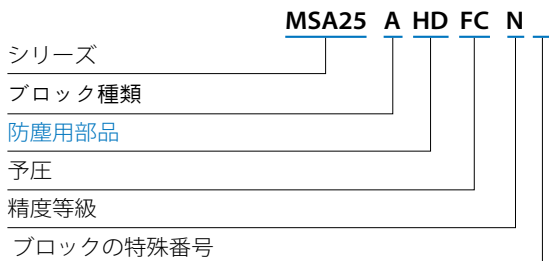 MSA25 A HD FC N
シリーズ
ブロック種類
防塵用部品
予圧
精度等級
ブロックの特殊番号